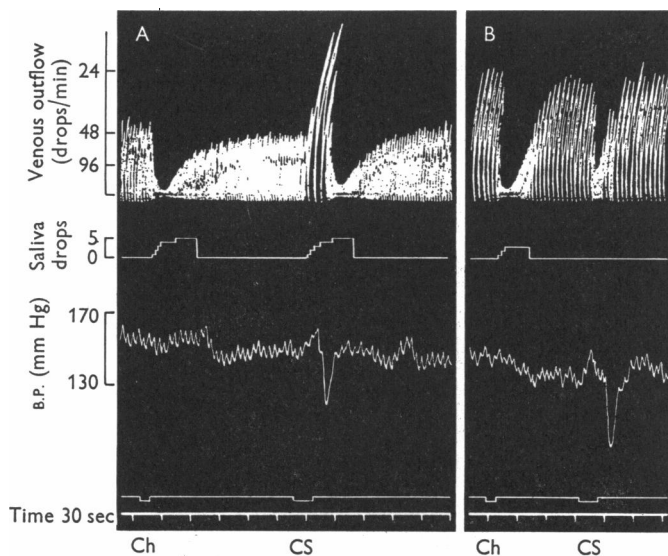 A
B
Venous outflow
(drops/min)
24
48
96
Saliva
drops
5
0
B.P. (mm Hg)
170
130
Time 30 sec
Ch
CS
Ch
CS